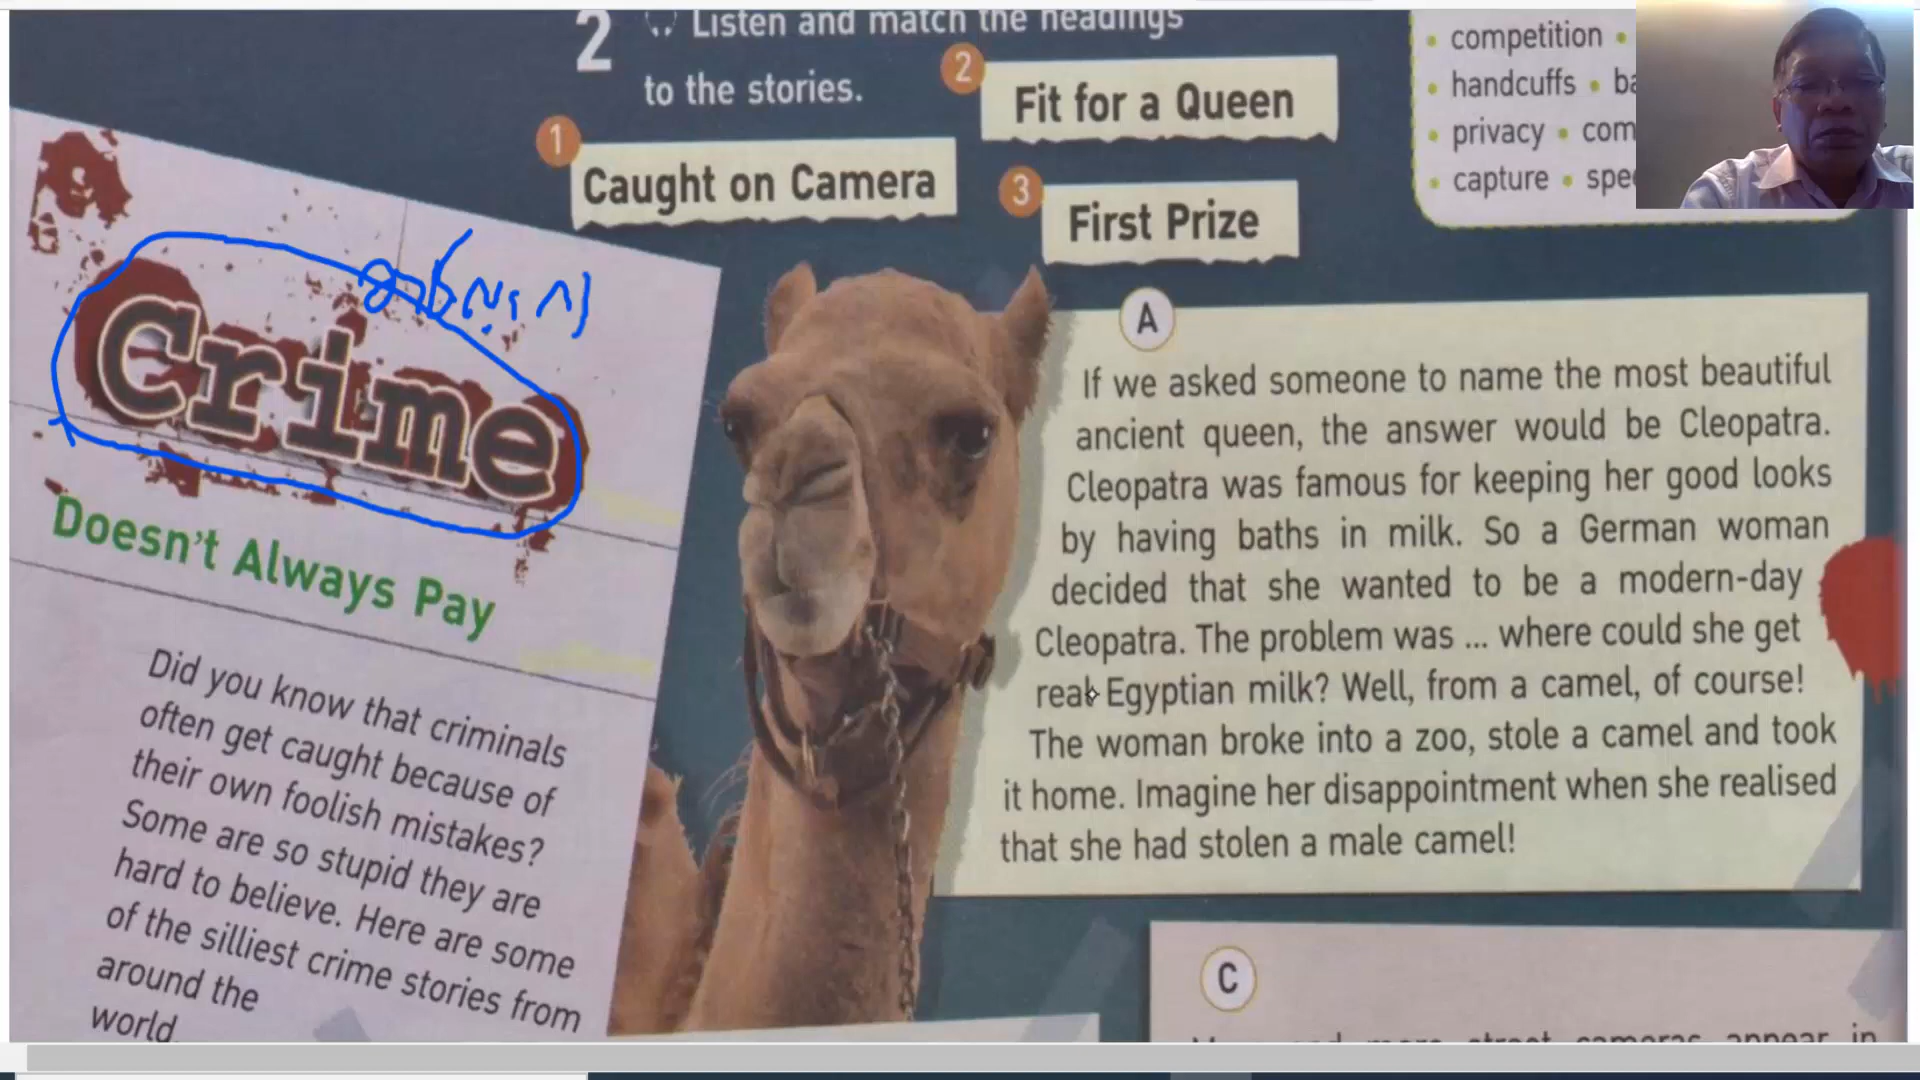 2 Listen and match the headings
to the stories.
1 Caught on Camera
2 Fit for a Queen
3 First Prize
• competition •
• handcuffs •
• privacy •
• capture •
Crime
Doesn't Always Pay
Did you know that criminals
often get caught because of
their own foolish mistakes?
Some are so stupid they are
hard to believe. Here are some
of the silliest crime stories from
around the
world.
A
If we asked someone to name the most beautiful
ancient queen, the answer would be Cleopatra.
Cleopatra was famous for keeping her good looks
by having baths in milk. So a German woman
decided that she wanted to be a modern-day
Cleopatra. The problem was ... where could she get
real Egyptian milk? Well, from a camel, of course!
The woman broke into a zoo, stole a camel and took
it home. Imagine her disappointment when she realised
that she had stolen a male camel!
C
street cameras appear in